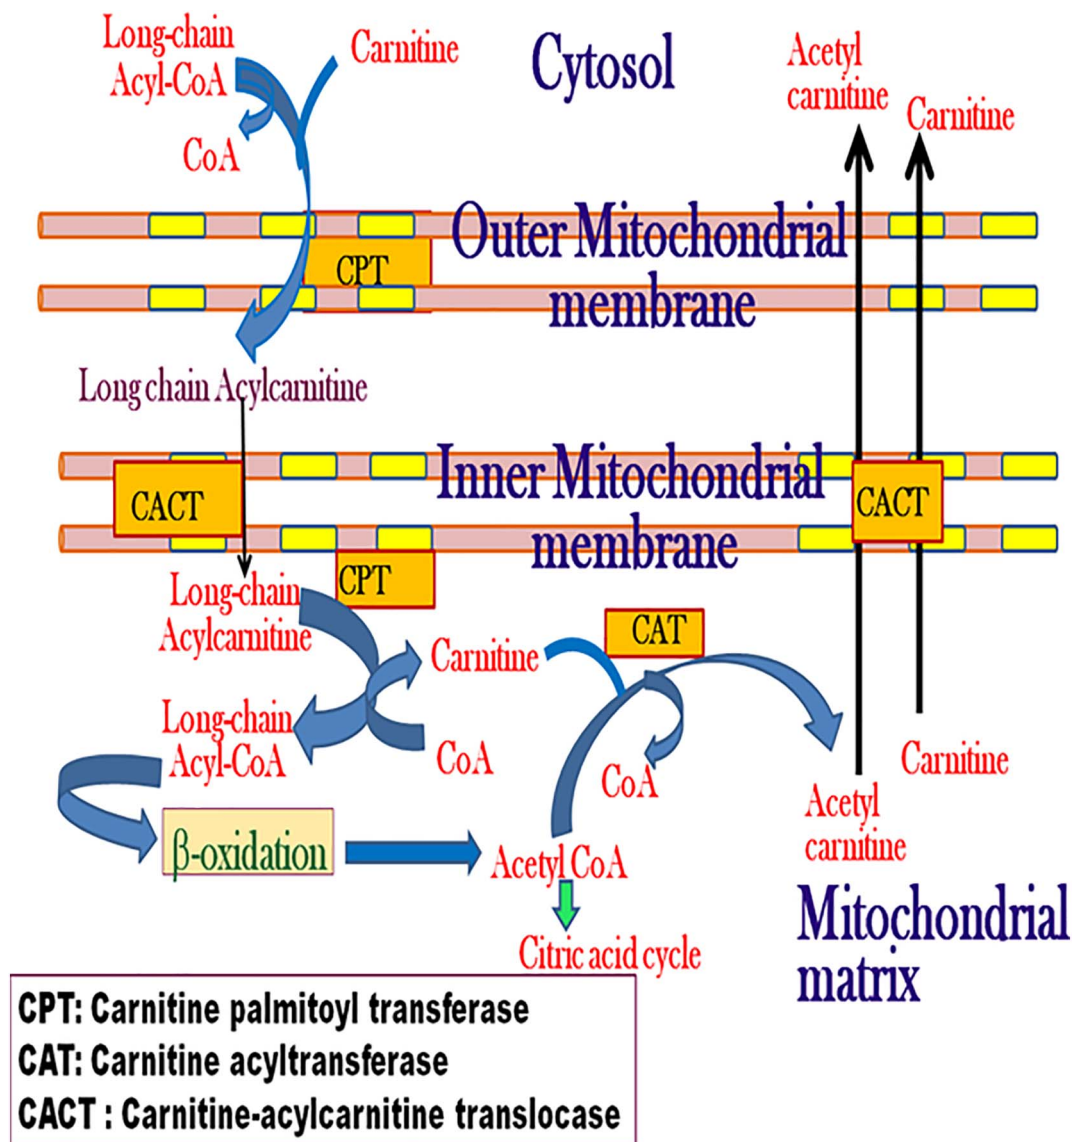 Long-chain
Acyl-CoA
Carnitine
CoA
Cytosol
Acetyl
carnitine
Carnitine
Outer Mitochondrial
membrane
CPT
Long chain Acylcarnitine
CACT
Inner Mitochondrial
membrane
CACT
CPT
Long-chain
Acylcarnitine
Carnitine
CAT
Long-chain
Acyl-CoA
CoA
CoA
Carnitine
Acetyl
carnitine
β-oxidation
Acetyl CoA
Citric acid cycle
Mitochondrial
matrix
CPT: Carnitine palmitoyl transferase
CAT: Carnitine acyltransferase
CACT : Carnitine-acylcarnitine translocase